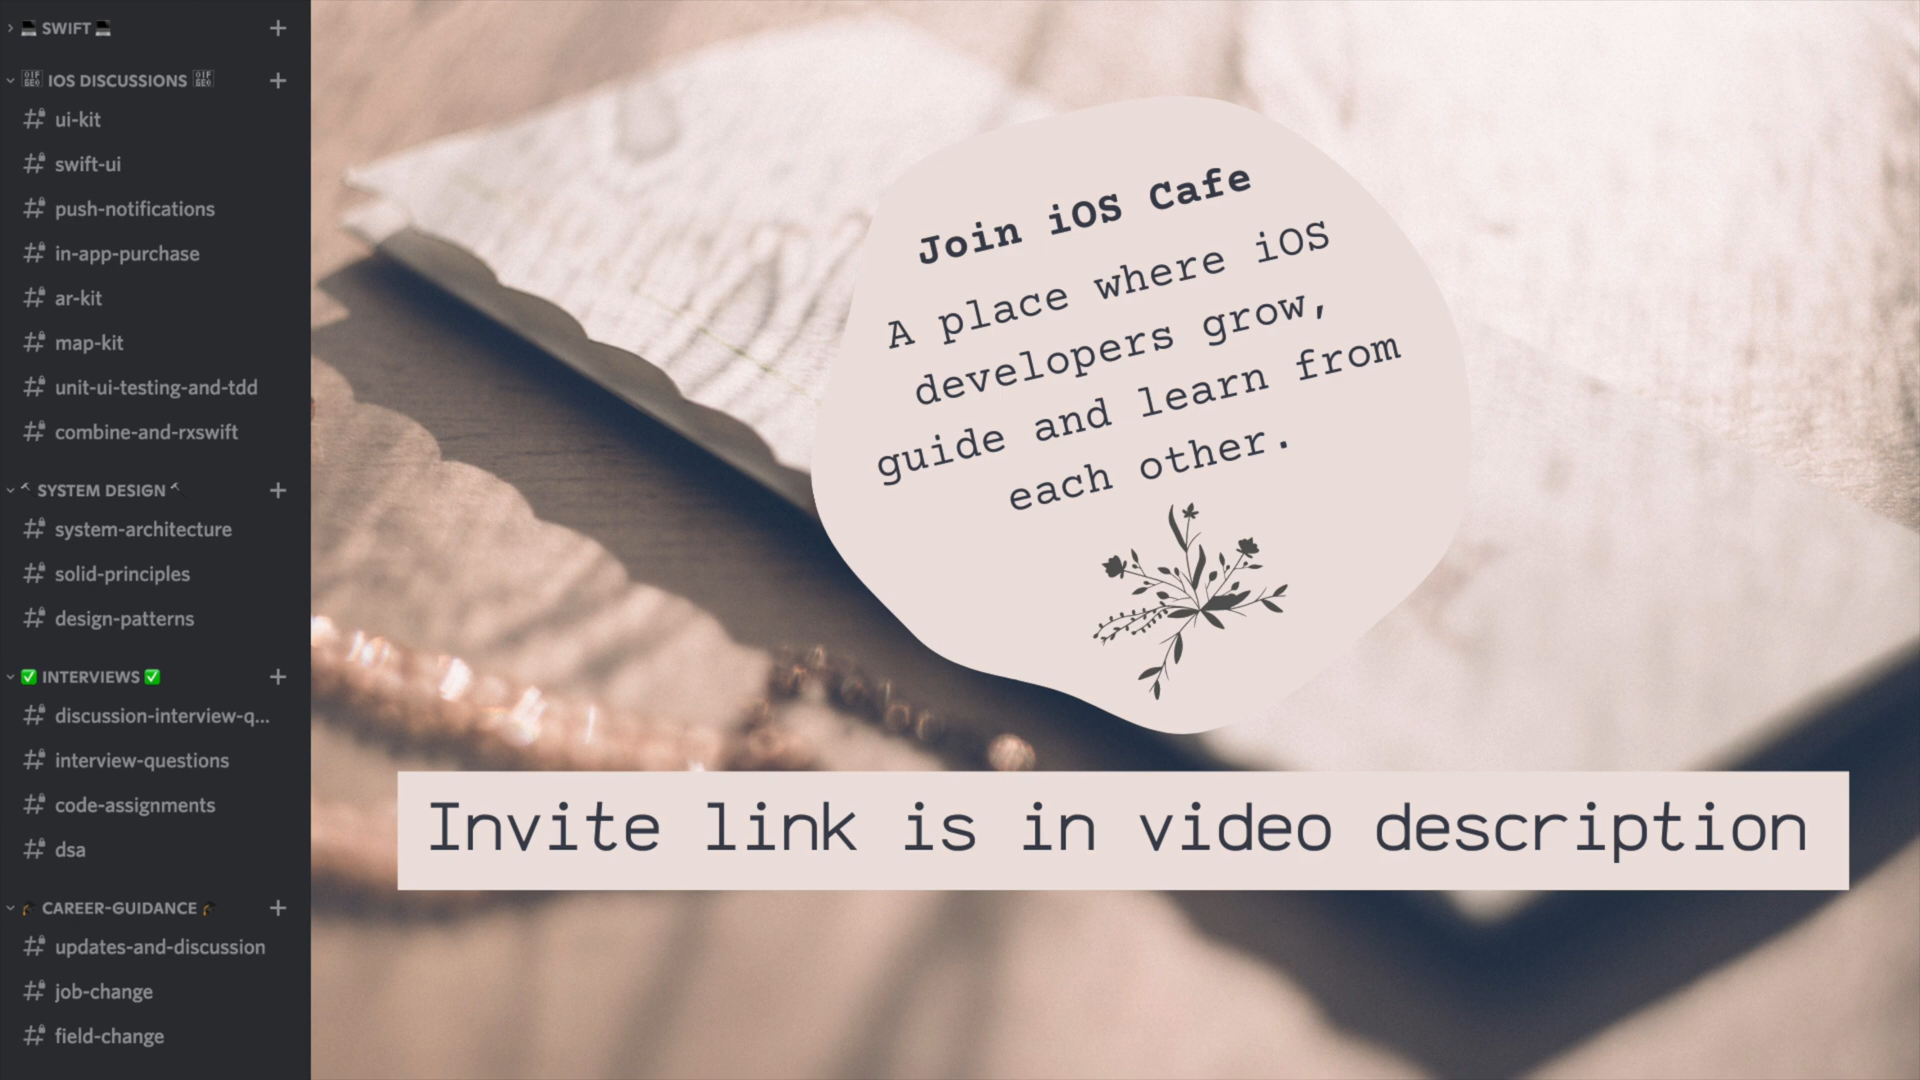 SWIFT
IOS DISCUSSIONS
ui-kit
swift-ui
push-notifications
in-app-purchase
ar-kit
map-kit
unit-ui-testing-and-tdd
combine-and-rxswift
SYSTEM DESIGN
system-architecture
solid-principles
design-patterns
INTERVIEWS
discussion-interview-q...
interview-questions
code-assignments
dsa
CAREER-GUIDANCE
updates-and-discussion
job-change
field-change
Join iOS Cafe
A place where iOS
developers grow,
guide and learn from
each other.
Invite link is in video description